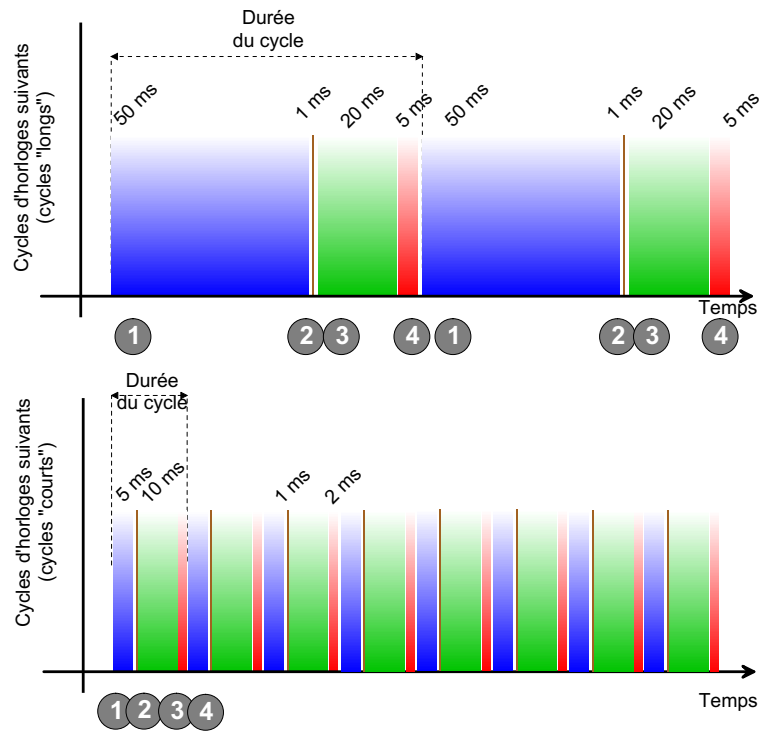 Durée
du cycle
Cycles d'horloges suivants
(cycles "longs")
50 ms
1 ms
20 ms
5 ms
50 ms
1 ms
20 ms
5 ms
Temps
1
2
3
4
1
2
3
4
Durée
du cycle
Cycles d'horloges suivants
(cycles "courts")
5 ms
10 ms
1 ms
2 ms
Temps
1
2
3
4